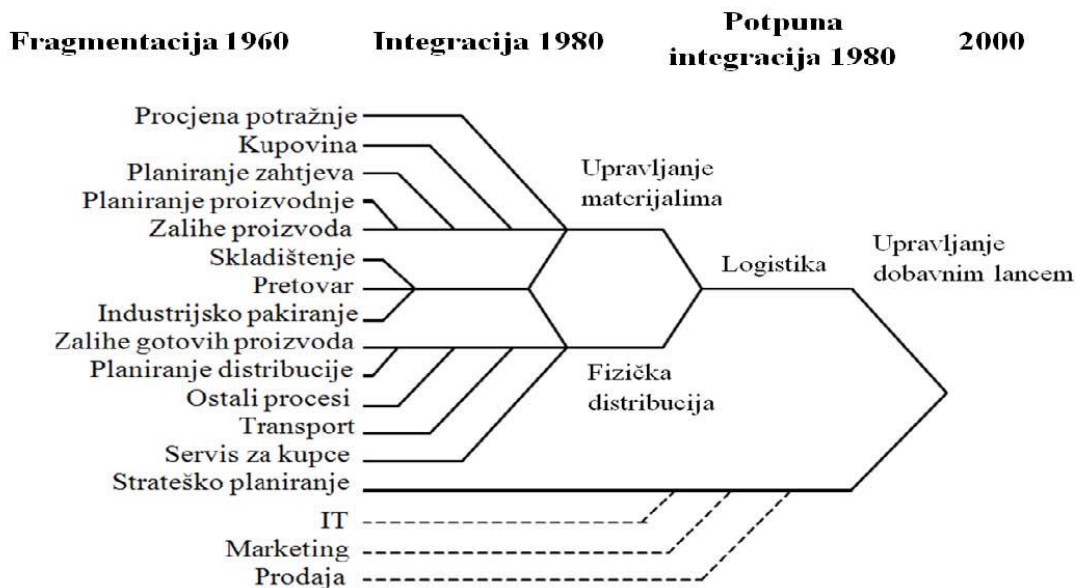 Fragmentacija 1960
Integracija 1980
Potpuna
integracija 1980
2000
Procjena potražnje
Kupovina
Planiranje zahtjeva
Planiranje proizvodnje
Zalihe proizvoda
Skladištenje
Pretovar
Industrijsko pakiranje
Zalihe gotovih proizvoda
Planiranje distribucije
Ostali procesi
Transport
Servis za kupce
Strateško planiranje
IT
Marketing
Prodaja
Upravljanje
materijalima
Fizička
distribucija
Logistika
Upravljanje
dobavnim lancem